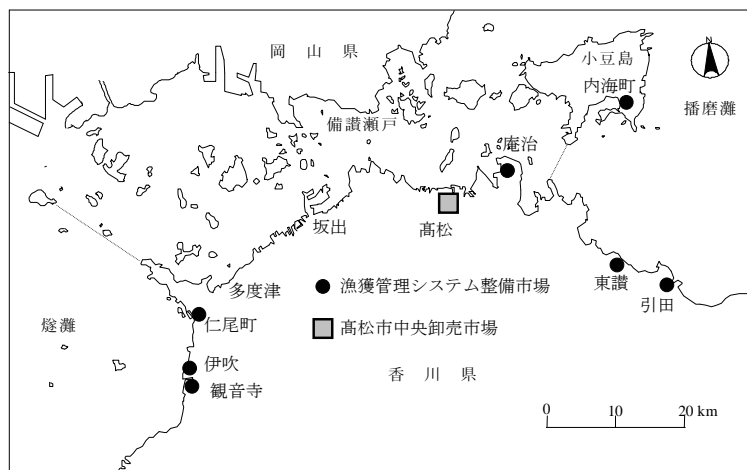 岡山県
小豆島
N
内海町
播磨灘
備讃瀬戸
庵治
坂出
髙松
多度津
● 漁獲管理システム整備市場
東讃
引田
燧灘
仁尾町
髙松市中央卸売市場
伊吹
観音寺
香川県
0 10 20 km